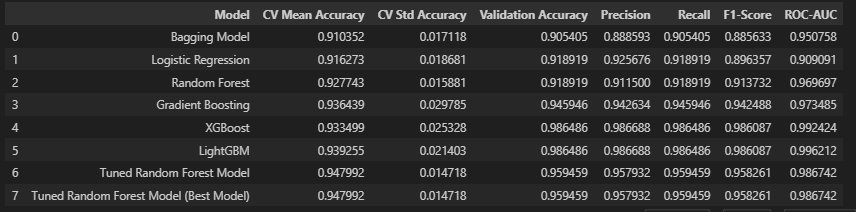 Model CV Mean Accuracy CV Std Accuracy Validation Accuracy Precision Recall F1-Score ROC-AUC
0 Bagging Model 0.910352 0.017118 0.905405 0.888593 0.905405 0.885633 0.950758
1 Logistic Regression 0.916273 0.018681 0.918919 0.925676 0.918919 0.896357 0.909091
2 Random Forest 0.927743 0.015881 0.918919 0.911500 0.918919 0.913732 0.969697
3 Gradient Boosting 0.936439 0.029785 0.945946 0.942634 0.945946 0.942488 0.973485
4 XGBoost 0.933499 0.025328 0.986486 0.986688 0.986486 0.986087 0.992424
5 LightGBM 0.939255 0.021403 0.986486 0.986688 0.986486 0.986087 0.996212
6 Tuned Random Forest Model 0.947992 0.014718 0.959459 0.957932 0.959459 0.958261 0.986742
7 Tuned Random Forest Model (Best Model) 0.947992 0.014718 0.959459 0.957932 0.959459 0.958261 0.986742